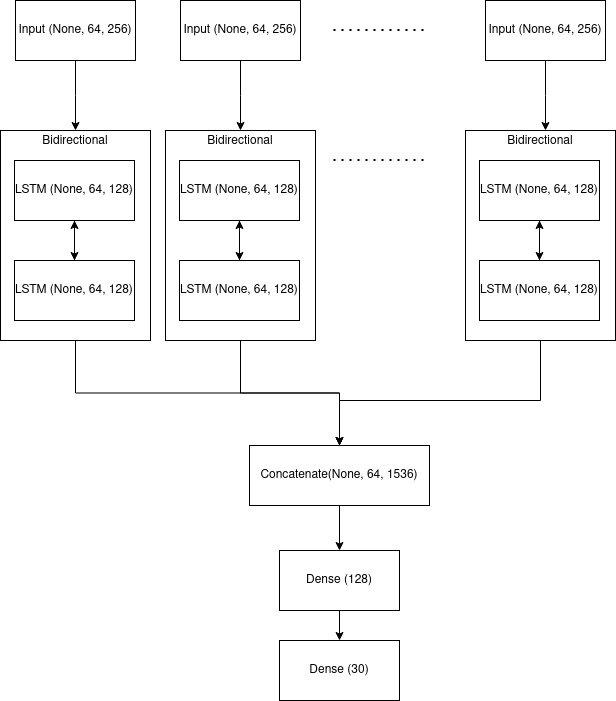 Input (None, 64, 256)
Input (None, 64, 256)
Input (None, 64, 256)
Bidirectional
Bidirectional
Bidirectional
LSTM (None, 64, 128)
LSTM (None, 64, 128)
LSTM (None, 64, 128)
LSTM (None, 64, 128)
LSTM (None, 64, 128)
LSTM (None, 64, 128)
Concatenate(None, 64, 1536)
Dense (128)
Dense (30)